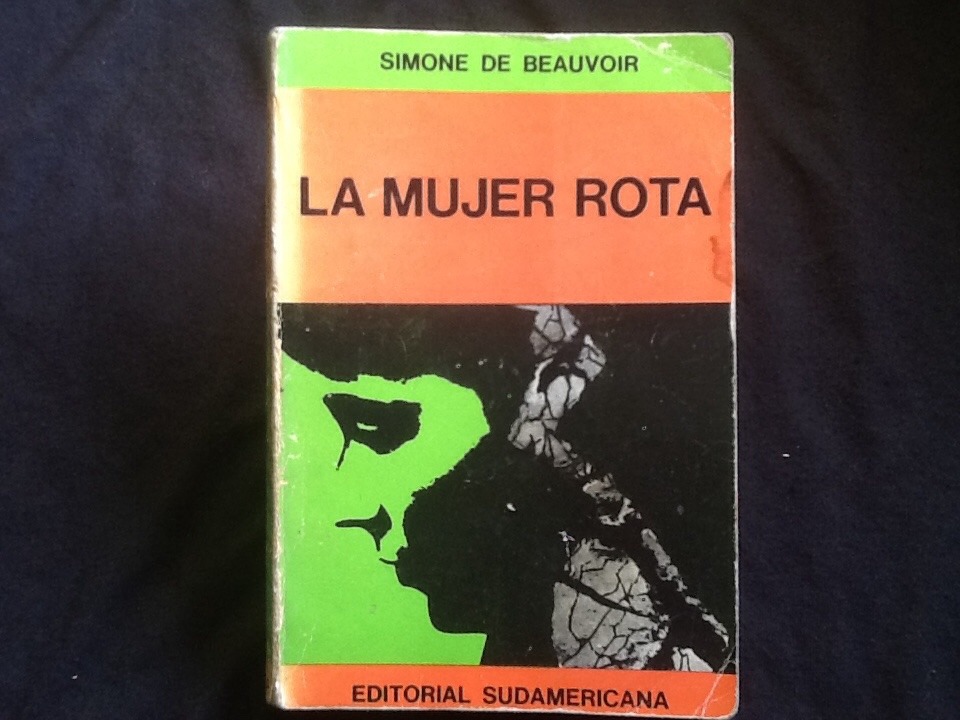 SIMONE DE BEAUVOIR
LA MUJER ROTA
EDITORIAL SUDAMERICANA